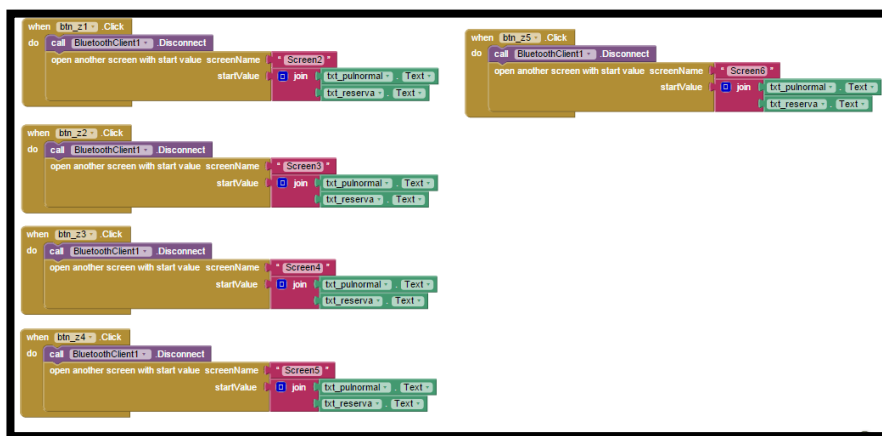 when btn_z1 .Click
do call BluetoothClient1 .Disconnect
open another screen with start value screenName "Screen2"
startValue join txt_pulnormal . Text
txt_reserva . Text
when btn_z2 .Click
do call BluetoothClient1 .Disconnect
open another screen with start value screenName "Screen3"
startValue join txt_pulnormal . Text
txt_reserva . Text
when btn_z3 .Click
do call BluetoothClient1 .Disconnect
open another screen with start value screenName "Screen4"
startValue join txt_pulnormal . Text
txt_reserva . Text
when btn_z4 .Click
do call BluetoothClient1 .Disconnect
open another screen with start value screenName "Screen5"
startValue join txt_pulnormal . Text
txt_reserva . Text
when btn_z5 .Click
do call BluetoothClient1 .Disconnect
open another screen with start value screenName "Screen6"
startValue join txt_pulnormal . Text
txt_reserva . Text